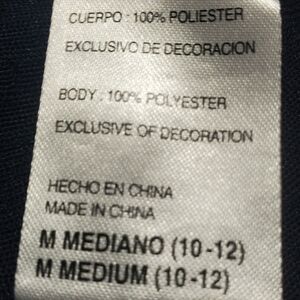 CUERPO : 100% POLIESTER
EXCLUSIVO DE DECORACION
BODY : 100% POLYESTER
EXCLUSIVE OF DECORATION
HECHO EN CHINA
MADE IN CHINA
M MEDIANO (10-12)
M MEDIUM (10-12)